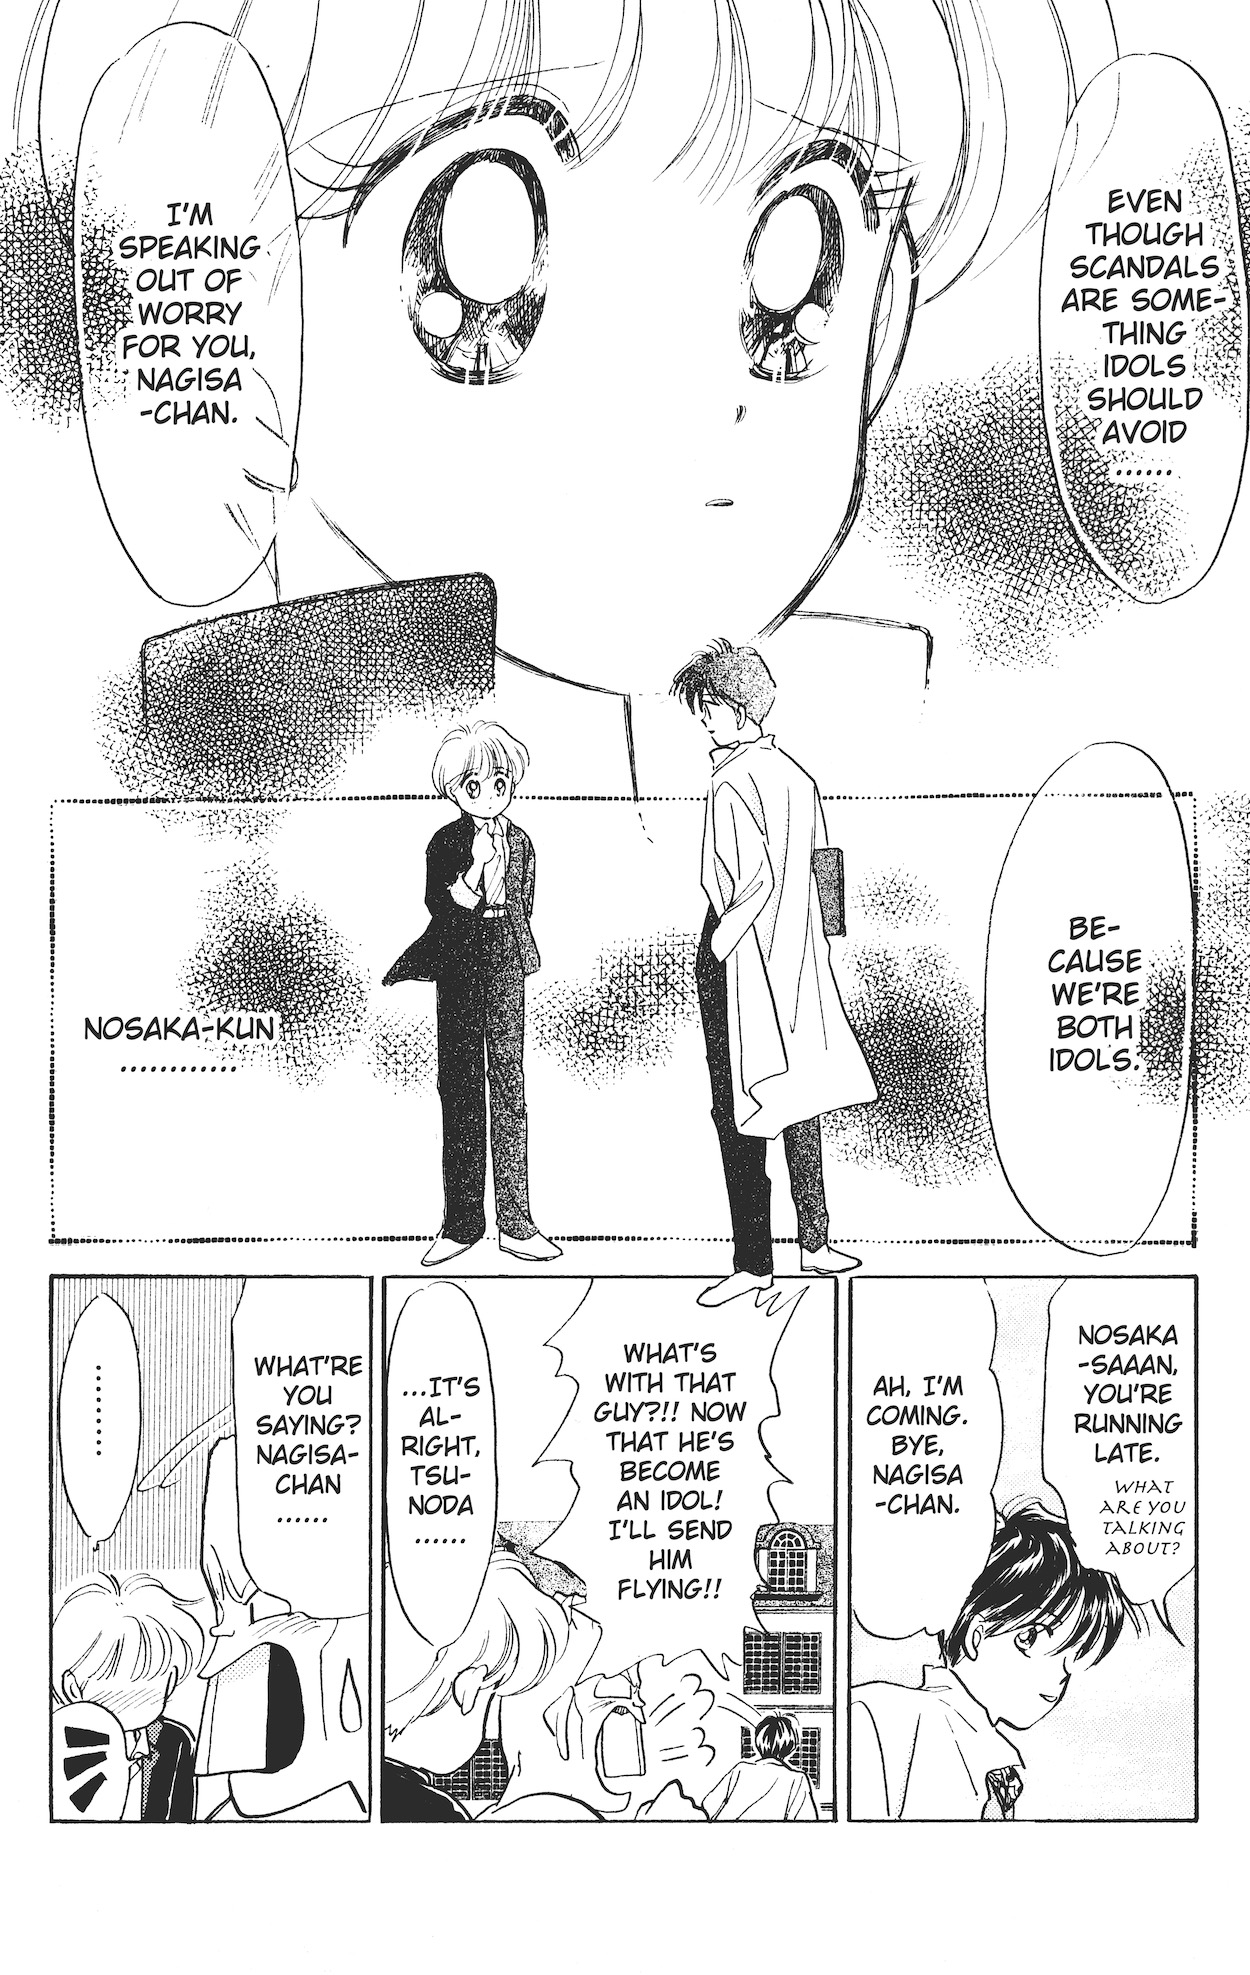 EVEN
THOUGH
SCANDALS
ARE SOME-
THING
IDOLS
SHOULD
AVOID
......
I'M
SPEAKING
OUT OF
WORRY
FOR YOU,
NAGISA
-CHAN.
BE-
CAUSE
WE'RE
BOTH
IDOLS.
NOSAKA-KUN
............
NOSAKA
-SAAAN,
YOU'RE
RUNNING
LATE.
WHAT
ARE YOU
TALKING
ABOUT?
AH, I'M
COMING.
BYE,
NAGISA
-CHAN.
WHAT'S
WITH THAT
GUY?!! NOW
THAT HE'S
BECOME
AN IDOL!
I'LL SEND
HIM
FLYING!!
...IT'S
AL-
RIGHT,
TSU-
NODA
......
WHAT'RE
YOU
SAYING?
NAGISA-
CHAN
......
.......